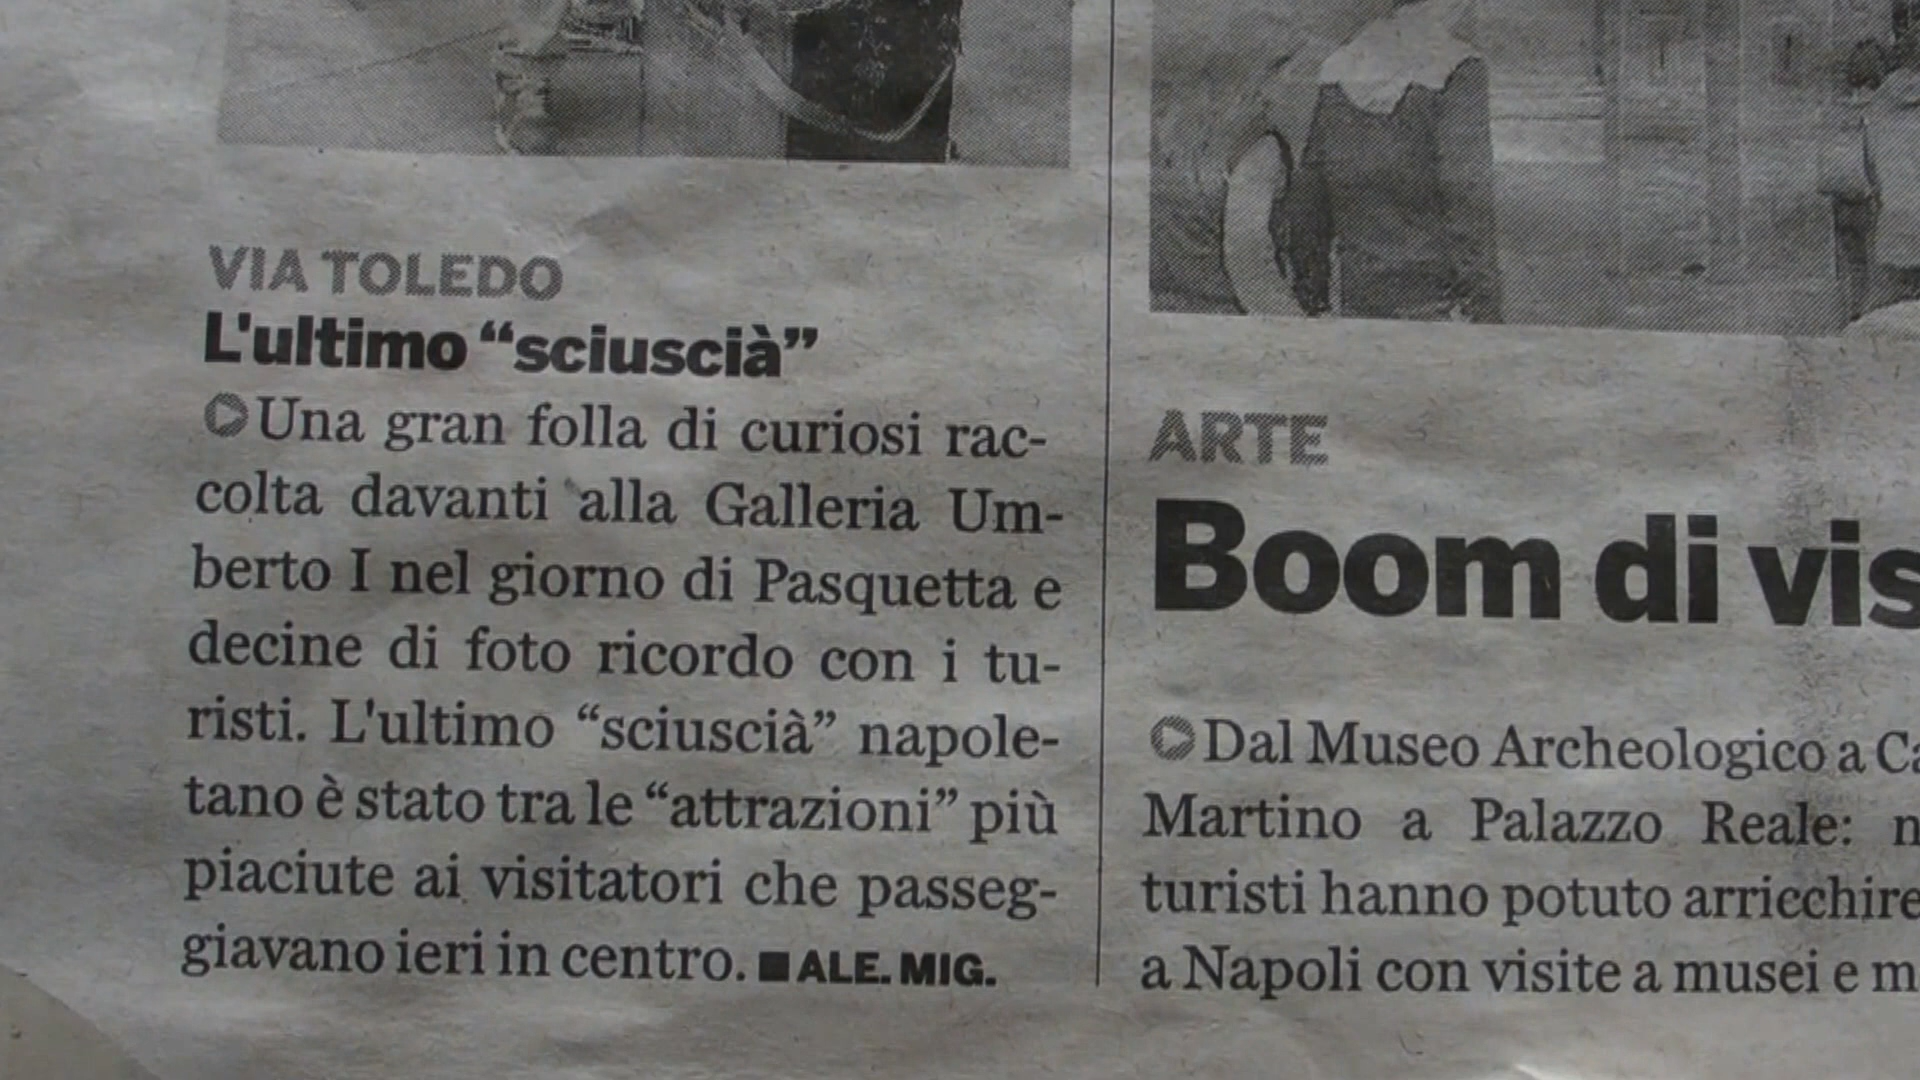 VIA TOLEDO
L'ultimo “sciuscià”
Una gran folla di curiosi rac-
colta davanti alla Galleria Um-
berto I nel giorno di Pasquetta e
decine di foto ricordo con i tu-
risti. L'ultimo “sciuscià” napole-
tano è stato tra le “attrazioni” più
piaciute ai visitatori che passeg-
giavano ieri in centro. ■ ALE. MIG.
ARTE
Boom di vis
Dal Museo Archeologico a Ca
Martino a Palazzo Reale: n
turisti hanno potuto arricchire
a Napoli con visite a musei e m